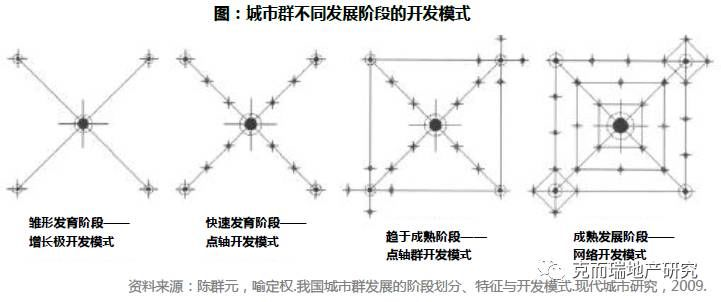 图：城市群不同发展阶段的开发模式
雏形发育阶段——
增长极开发模式
快速发育阶段——
点轴开发模式
趋于成熟阶段——
点轴群开发模式
成熟发展阶段——
网络开发模式
克而瑞地产研究
资料来源：陈群元，喻定权.我国城市群发展的阶段划分、特征与开发模式.现代城市研究，2009.